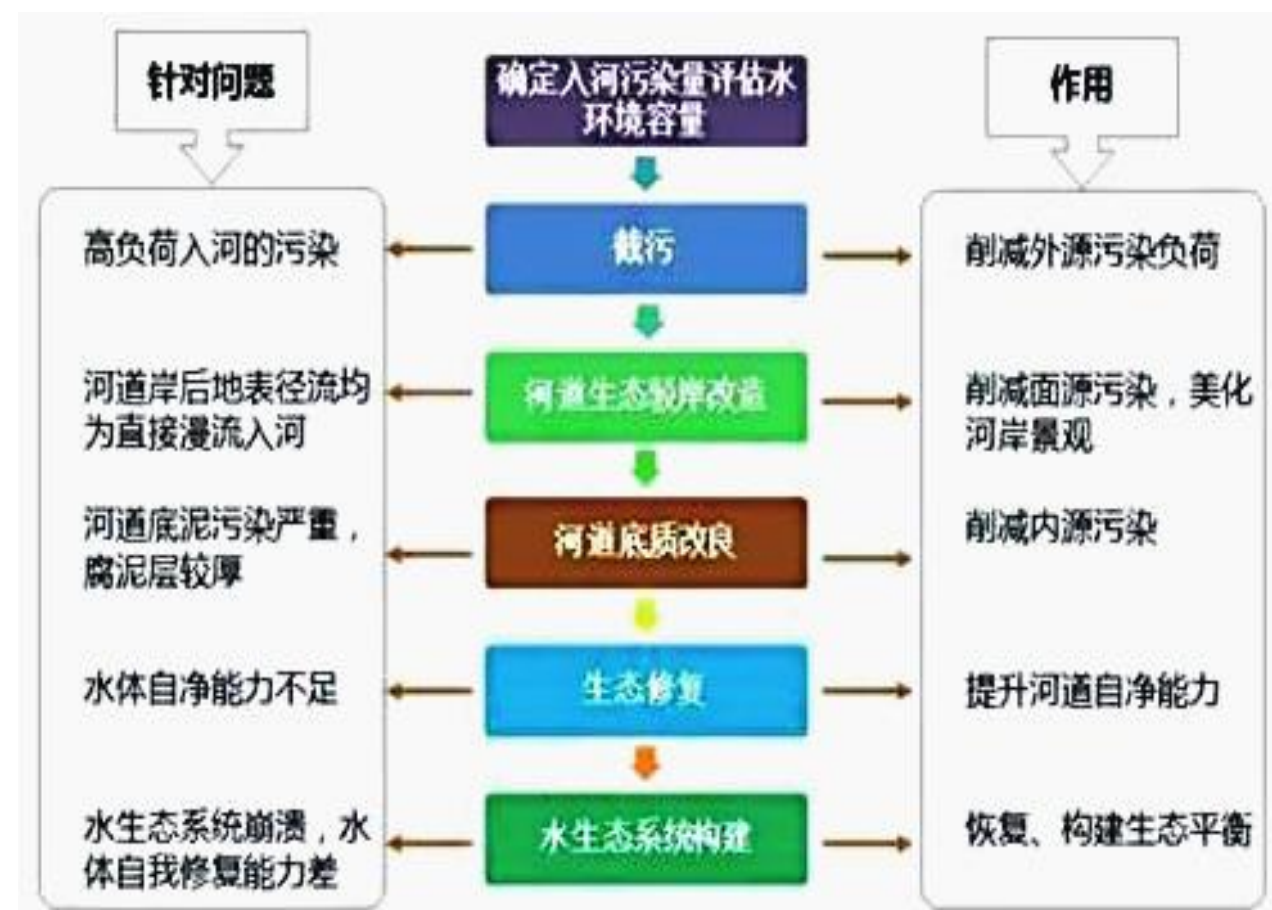 针对问题
确定入河污染量评估水
环境容量
作用
高负荷入河的污染
截污
削减外源污染负荷
河道岸后地表径流均
为直接漫流入河
河道生态驳岸改造
削减面源污染，美化
河岸景观
河道底泥污染严重，
腐泥层较厚
河道底质改良
削减内源污染
水体自净能力不足
生态修复
提升河道自净能力
水生态系统崩溃，水
体自我修复能力差
水生态系统构建
恢复、构建生态平衡